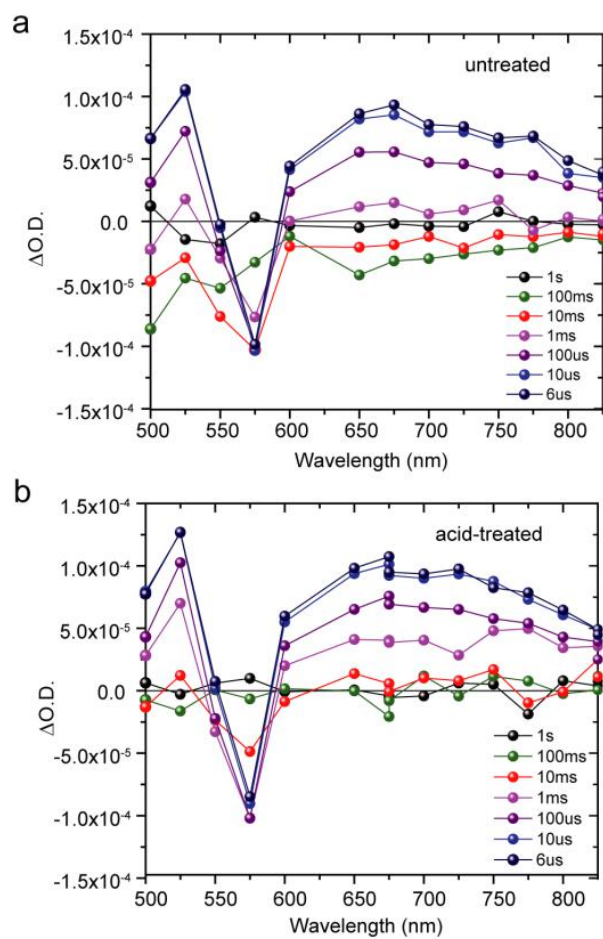 a
untreated
1.5x10⁻⁴
1.0x10⁻⁴
5.0x10⁻⁵
0.0
-5.0x10⁻⁵
-1.0x10⁻⁴
-1.5x10⁻⁴
ΔO.D.
1s
100ms
10ms
1ms
100us
10us
6us
500 550 600 650 700 750 800
Wavelength (nm)
b
acid-treated
1.5x10⁻⁴
1.0x10⁻⁴
5.0x10⁻⁵
0.0
-5.0x10⁻⁵
-1.0x10⁻⁴
-1.5x10⁻⁴
ΔO.D.
1s
100ms
10ms
1ms
100us
10us
6us
500 550 600 650 700 750 800
Wavelength (nm)